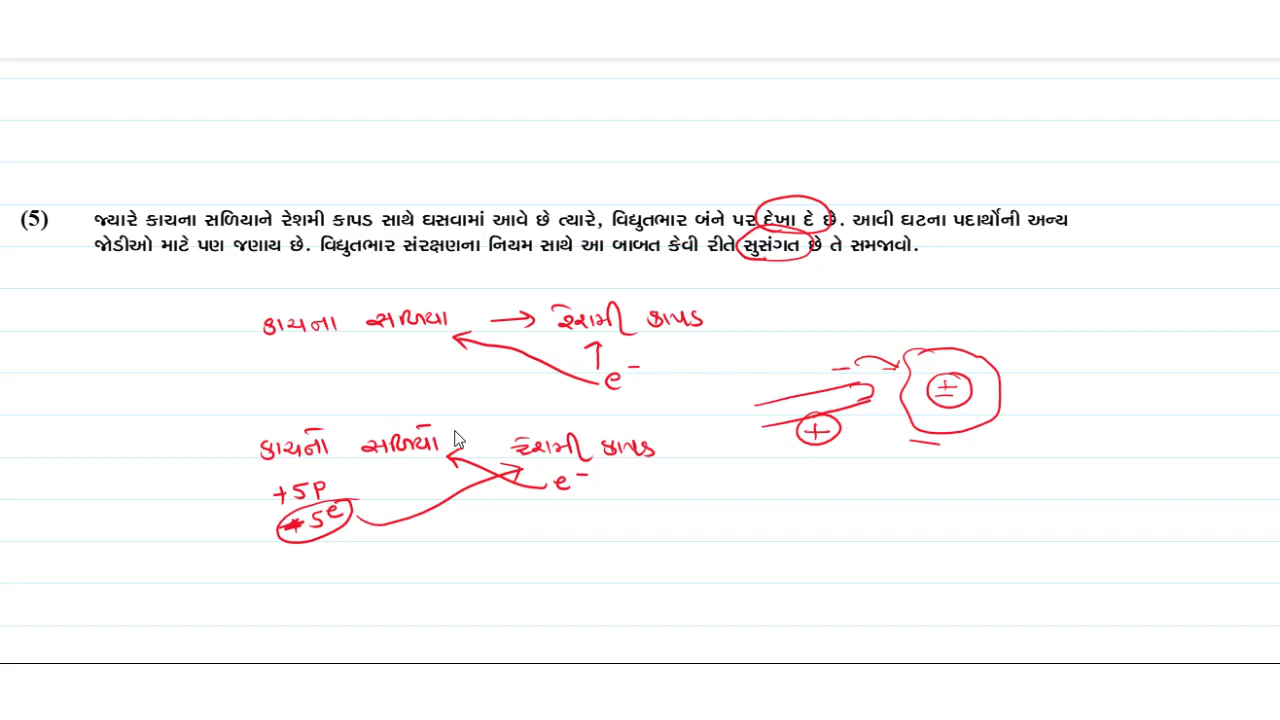 (5) જ્યારે કાચના સળિયાને રેશમી કાપડ સાથે ઘસવામાં આવે છે ત્યારે, વિદ્યુતભાર બંને પર દેખા દે છે. આવી ઘટના પદાર્થોની અન્ય
જોડીઓ માટે પણ જણાય છે. વિદ્યુતભાર સંરક્ષણના નિયમ સાથે આ બાબત કેવી રીતે સુસંગત છે તે સમજાવો.
કાચના સળિયા → રેશમી કાપડ
e⁻
− ±
+ −
કાચનો સળિયો રેશમી કાપડ
e⁻
+5p
5e⁻